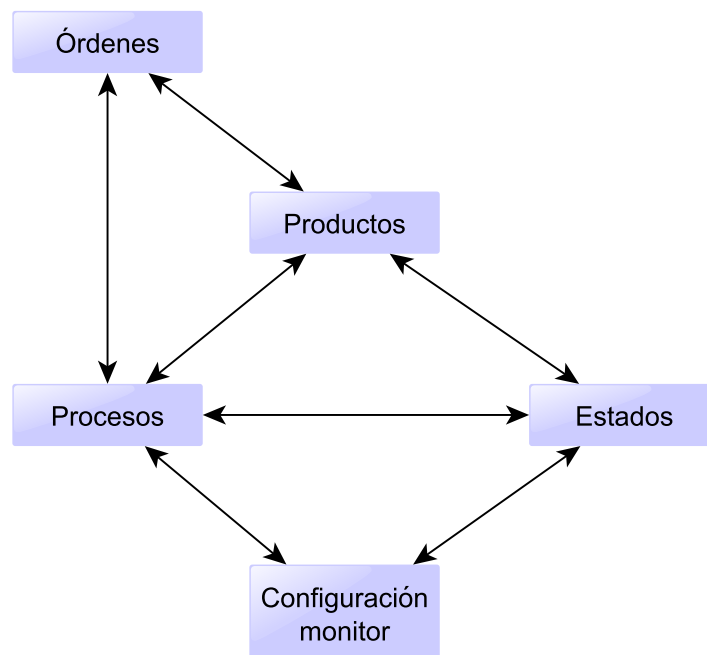 Órdenes
Productos
Procesos
Estados
Configuración
monitor